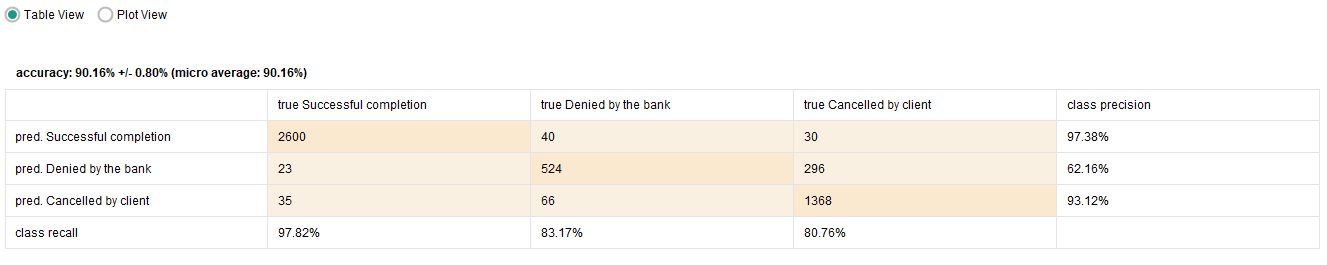 Table View Plot View
accuracy: 90.16% +/- 0.80% (micro average: 90.16%)
true Successful completion true Denied by the bank true Cancelled by client class precision
pred. Successful completion 2600 40 30 97.38%
pred. Denied by the bank 23 524 296 62.16%
pred. Cancelled by client 35 66 1368 93.12%
class recall 97.82% 83.17% 80.76%